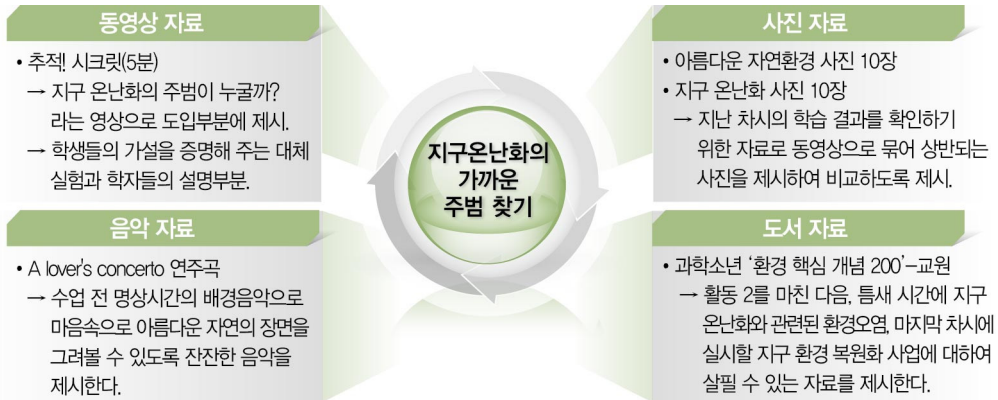 동영상 자료
• 추적! 시크릿(5분)
→ 지구 온난화의 주범이 누굴까?
라는 영상으로 도입부분에 제시.
→ 학생들의 가설을 증명해 주는 대체
실험과 학자들의 설명부분.
사진 자료
• 아름다운 자연환경 사진 10장
• 지구 온난화 사진 10장
→ 지난 차시의 학습 결과를 확인하기
위한 자료로 동영상으로 묶어 상반되는
사진을 제시하여 비교하도록 제시.
지구온난화의
가까운
주범 찾기
음악 자료
• A lover's concerto 연주곡
→ 수업 전 명상시간의 배경음악으로
마음속으로 아름다운 자연의 장면을
그려볼 수 있도록 잔잔한 음악을
제시한다.
도서 자료
• 과학소년 ‘환경 핵심 개념 200’-교원
→ 활동 2를 마친 다음, 틈새 시간에 지구
온난화와 관련된 환경오염, 마지막 차시에
실시할 지구 환경 복원화 사업에 대하여
살필 수 있는 자료를 제시한다.